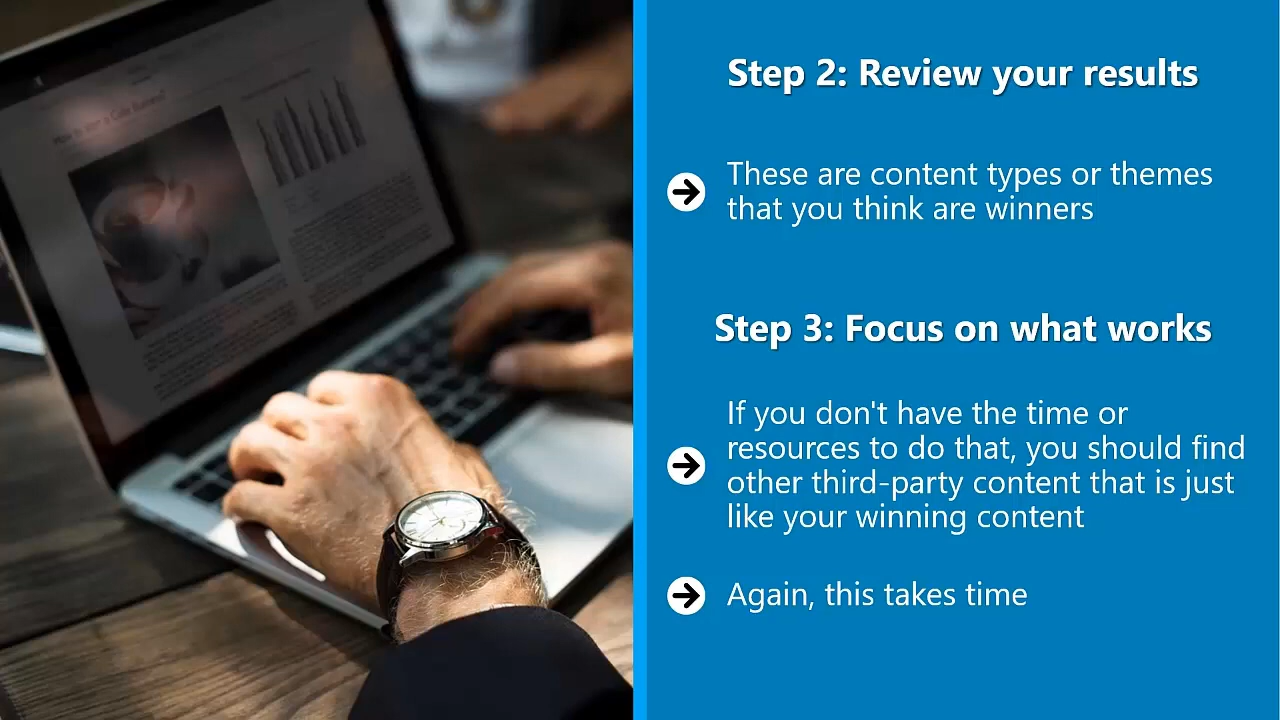 Step 2: Review your results
These are content types or themes
that you think are winners
Step 3: Focus on what works
If you don't have the time or
resources to do that, you should find
other third-party content that is just
like your winning content
Again, this takes time